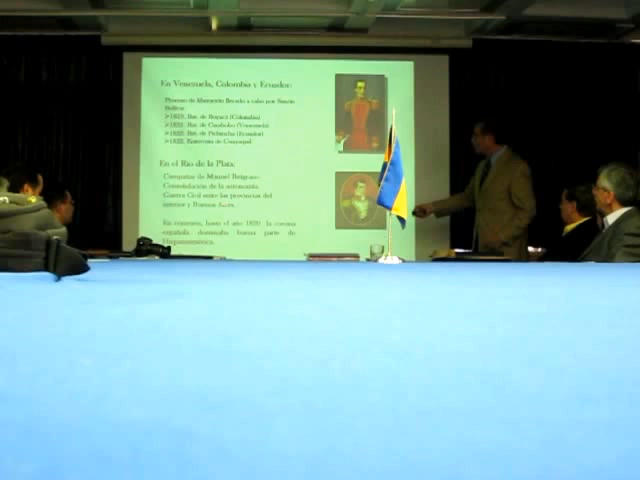 En Venezuela, Colombia y Ecuador:
Proceso de liberación llevado a cabo por Simón
Bolívar.
➢1819, Bat. de Boyacá (Colombia)
➢1821, Bat. de Carabobo (Venezuela)
➢1822, Bat. de Pichincha (Ecuador)
➢1822, Entrevista de Guayaquil
En el Río de la Plata:
Campañas de Manuel Belgrano
Consolidación de la autonomía.
Guerra Civil entre las provincias del
interior y Buenos Aires.
En resumen, hasta el año 1820 la corona
española dominaba buena parte de
Hispanoamérica.